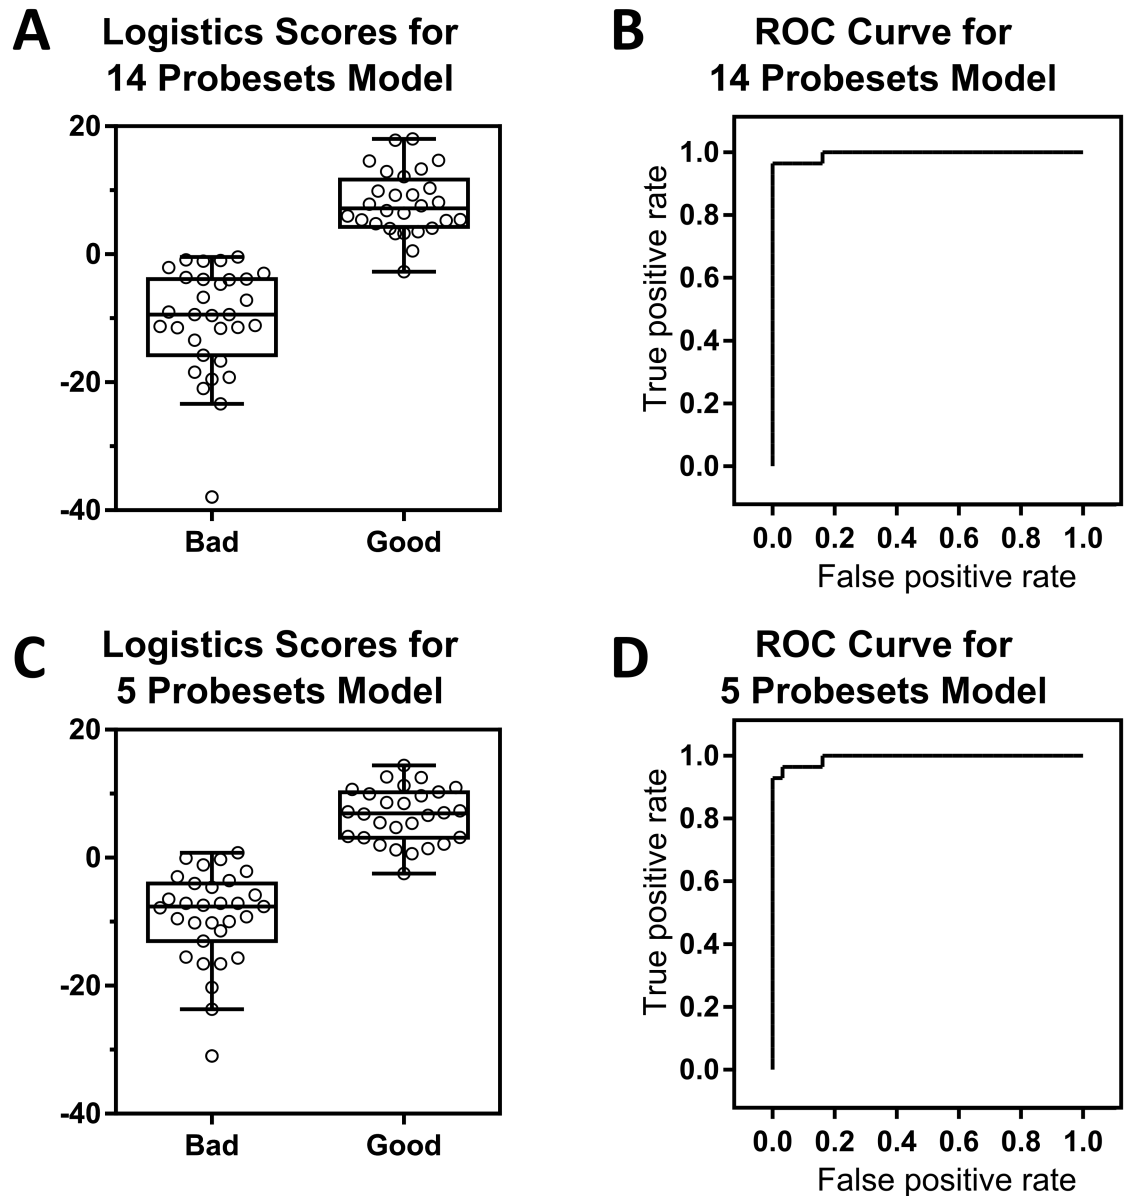 A
Logistics Scores for
14 Probesets Model
20
0
-20
-40
Bad
Good
B
ROC Curve for
14 Probesets Model
True positive rate
1.0
0.8
0.6
0.4
0.2
0.0
0.0 0.2 0.4 0.6 0.8 1.0
False positive rate
C
Logistics Scores for
5 Probesets Model
20
0
-20
-40
Bad
Good
D
ROC Curve for
5 Probesets Model
True positive rate
1.0
0.8
0.6
0.4
0.2
0.0
0.0 0.2 0.4 0.6 0.8 1.0
False positive rate